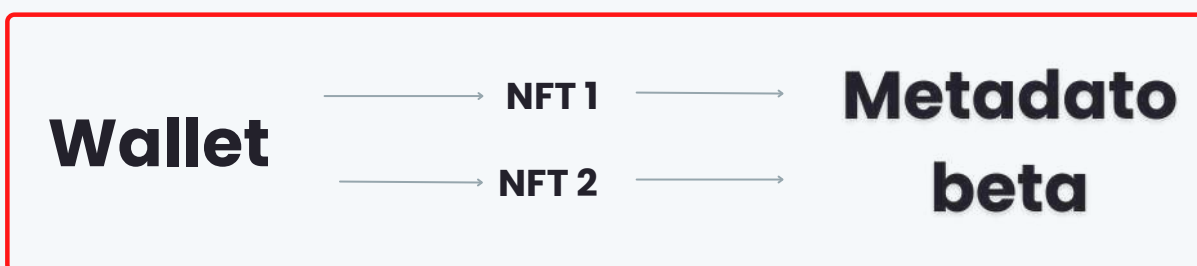 Wallet
NFT 1
NFT 2
Metadato
beta